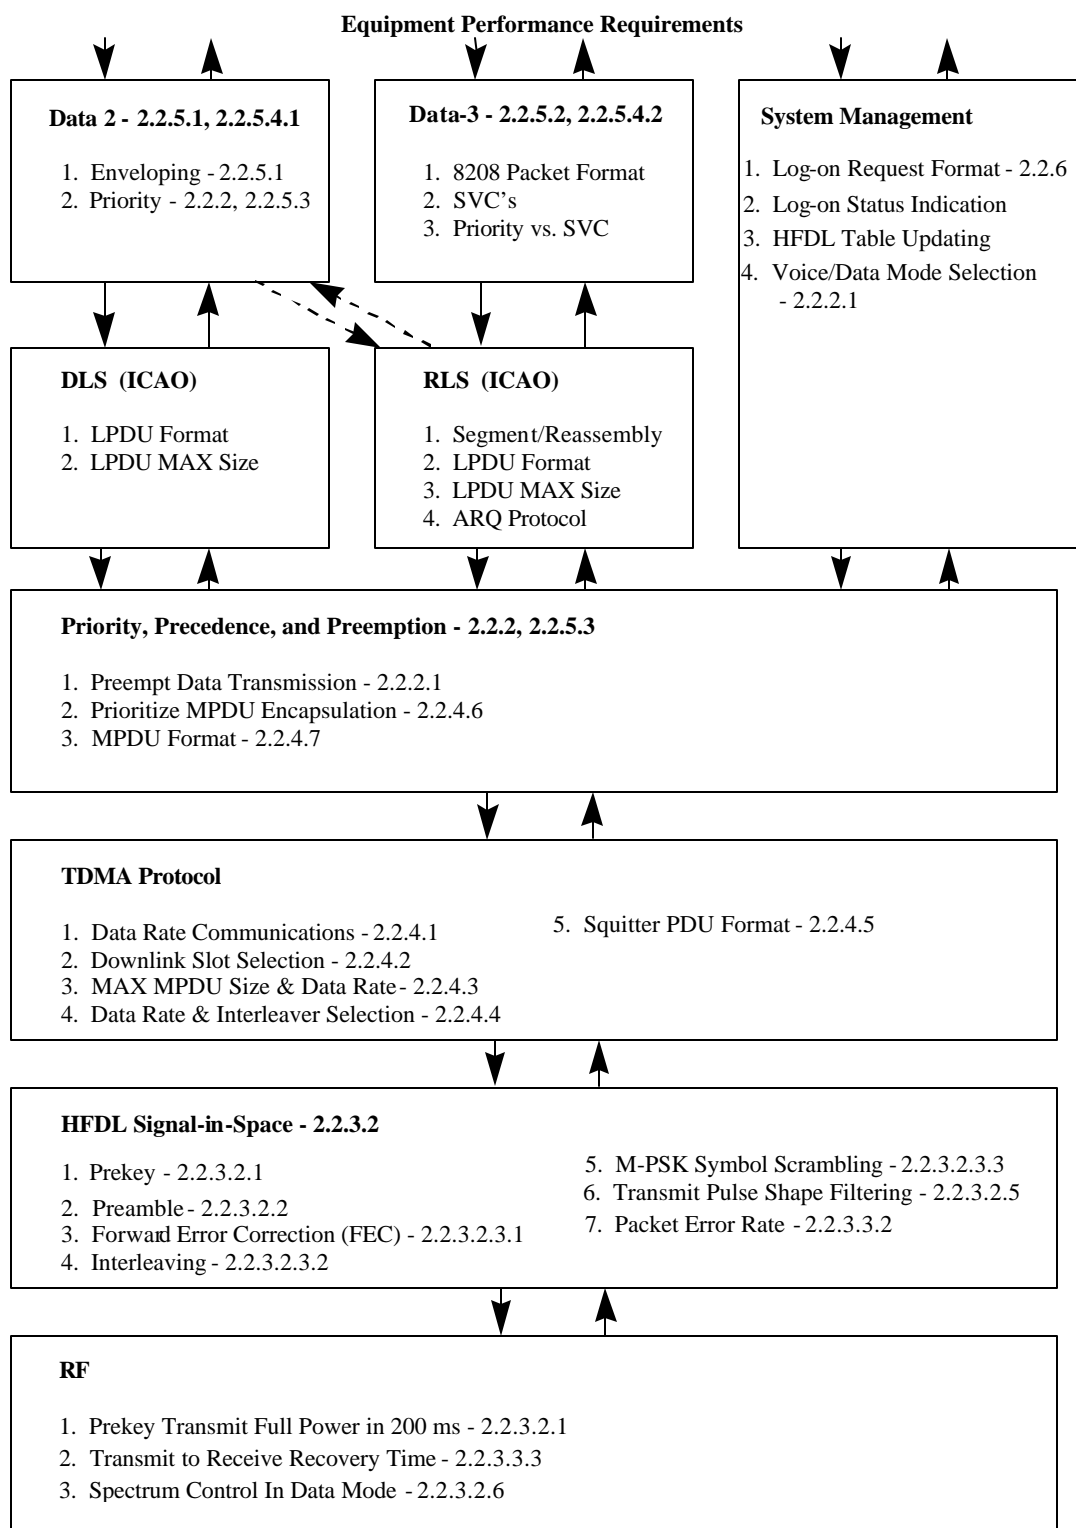 Equipment Performance Requirements
Data 2 - 2.2.5.1, 2.2.5.4.1
1. Enveloping - 2.2.5.1
2. Priority - 2.2.2, 2.2.5.3
Data-3 - 2.2.5.2, 2.2.5.4.2
1. 8208 Packet Format
2. SVC's
3. Priority vs. SVC
System Management
1. Log-on Request Format - 2.2.6
2. Log-on Status Indication
3. HFDL Table Updating
4. Voice/Data Mode Selection
- 2.2.2.1
DLS (ICAO)
1. LPDU Format
2. LPDU MAX Size
RLS (ICAO)
1. Segment/Reassembly
2. LPDU Format
3. LPDU MAX Size
4. ARQ Protocol
Priority, Precedence, and Preemption - 2.2.2, 2.2.5.3
1. Preempt Data Transmission - 2.2.2.1
2. Prioritize MPDU Encapsulation - 2.2.4.6
3. MPDU Format - 2.2.4.7
TDMA Protocol
1. Data Rate Communications - 2.2.4.1
2. Downlink Slot Selection - 2.2.4.2
3. MAX MPDU Size & Data Rate - 2.2.4.3
4. Data Rate & Interleaver Selection - 2.2.4.4
5. Squitter PDU Format - 2.2.4.5
HFDL Signal-in-Space - 2.2.3.2
1. Prekey - 2.2.3.2.1
2. Preamble - 2.2.3.2.2
3. Forward Error Correction (FEC) - 2.2.3.2.3.1
4. Interleaving - 2.2.3.2.3.2
5. M-PSK Symbol Scrambling - 2.2.3.2.3.3
6. Transmit Pulse Shape Filtering - 2.2.3.2.5
7. Packet Error Rate - 2.2.3.3.2
RF
1. Prekey Transmit Full Power in 200 ms - 2.2.3.2.1
2. Transmit to Receive Recovery Time - 2.2.3.3.3
3. Spectrum Control In Data Mode - 2.2.3.2.6